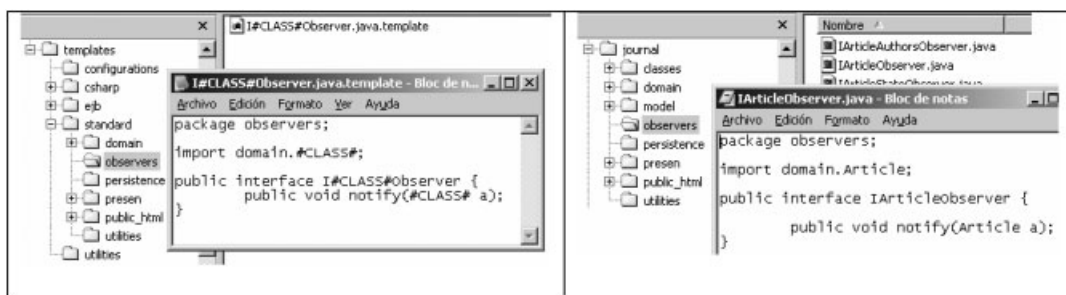 I#CLASS#Observer.java.template
templates
configurations
csharp
ejb
standard
domain
observers
persistence
presen
public_html
utilities
utilities
I#CLASS#Observer.java.template - Bloc de n...
Archivo Edición Formato Ver Ayuda
package observers;
import domain.#CLASS#;
public interface I#CLASS#Observer {
public void notify(#CLASS# a);
}
journal
classes
domain
model
observers
persistence
presen
public_html
utilities
Nombre
IArticleAuthorsObserver.java
IArticleObserver.java
IArticleStateObserver.java
IArticleObserver.java - Bloc de notas
Archivo Edición Formato Ver Ayuda
package observers;
import domain.Article;
public interface IArticleObserver {
public void notify(Article a);
}